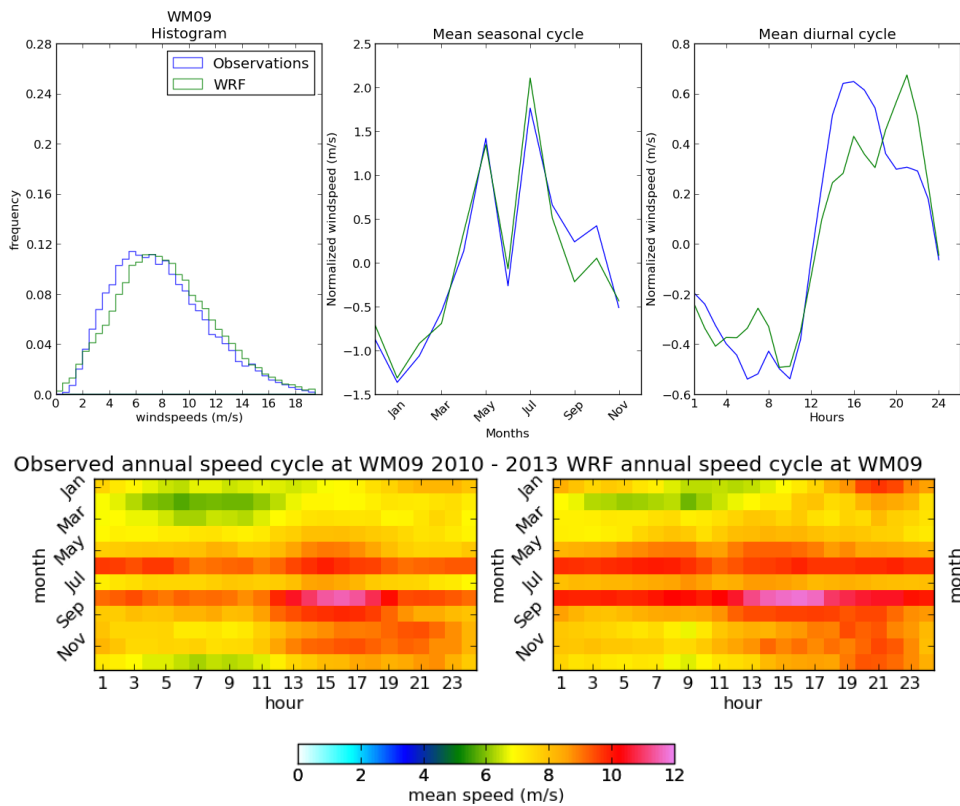 WM09
Histogram
0.28
0.24
0.2
0.16
0.12
0.08
0.04
0.0
frequency
Observations
WRF
0 2 4 6 8 10 12 14 16 18
windspeeds (m/s)
Mean seasonal cycle
2.5
2.0
1.5
1.0
0.5
0.0
−0.5
−1.0
−1.5
Normalized windspeed (m/s)
Jan Mar May Jul Sep Nov
Months
Mean diurnal cycle
0.8
0.6
0.4
0.2
0.0
−0.2
−0.4
−0.6
Normalized windspeed (m/s)
1 4 8 12 16 20 24
Hours
Observed annual speed cycle at WM09 2010 - 2013 WRF annual speed cycle at WM09
Jan
Mar
May
Jul
Sep
Nov
month
1 3 5 7 9 11 13 15 17 19 21 23
hour
Jan
Mar
May
Jul
Sep
Nov
month
1 3 5 7 9 11 13 15 17 19 21 23
hour
month
0 2 4 6 8 10 12
mean speed (m/s)